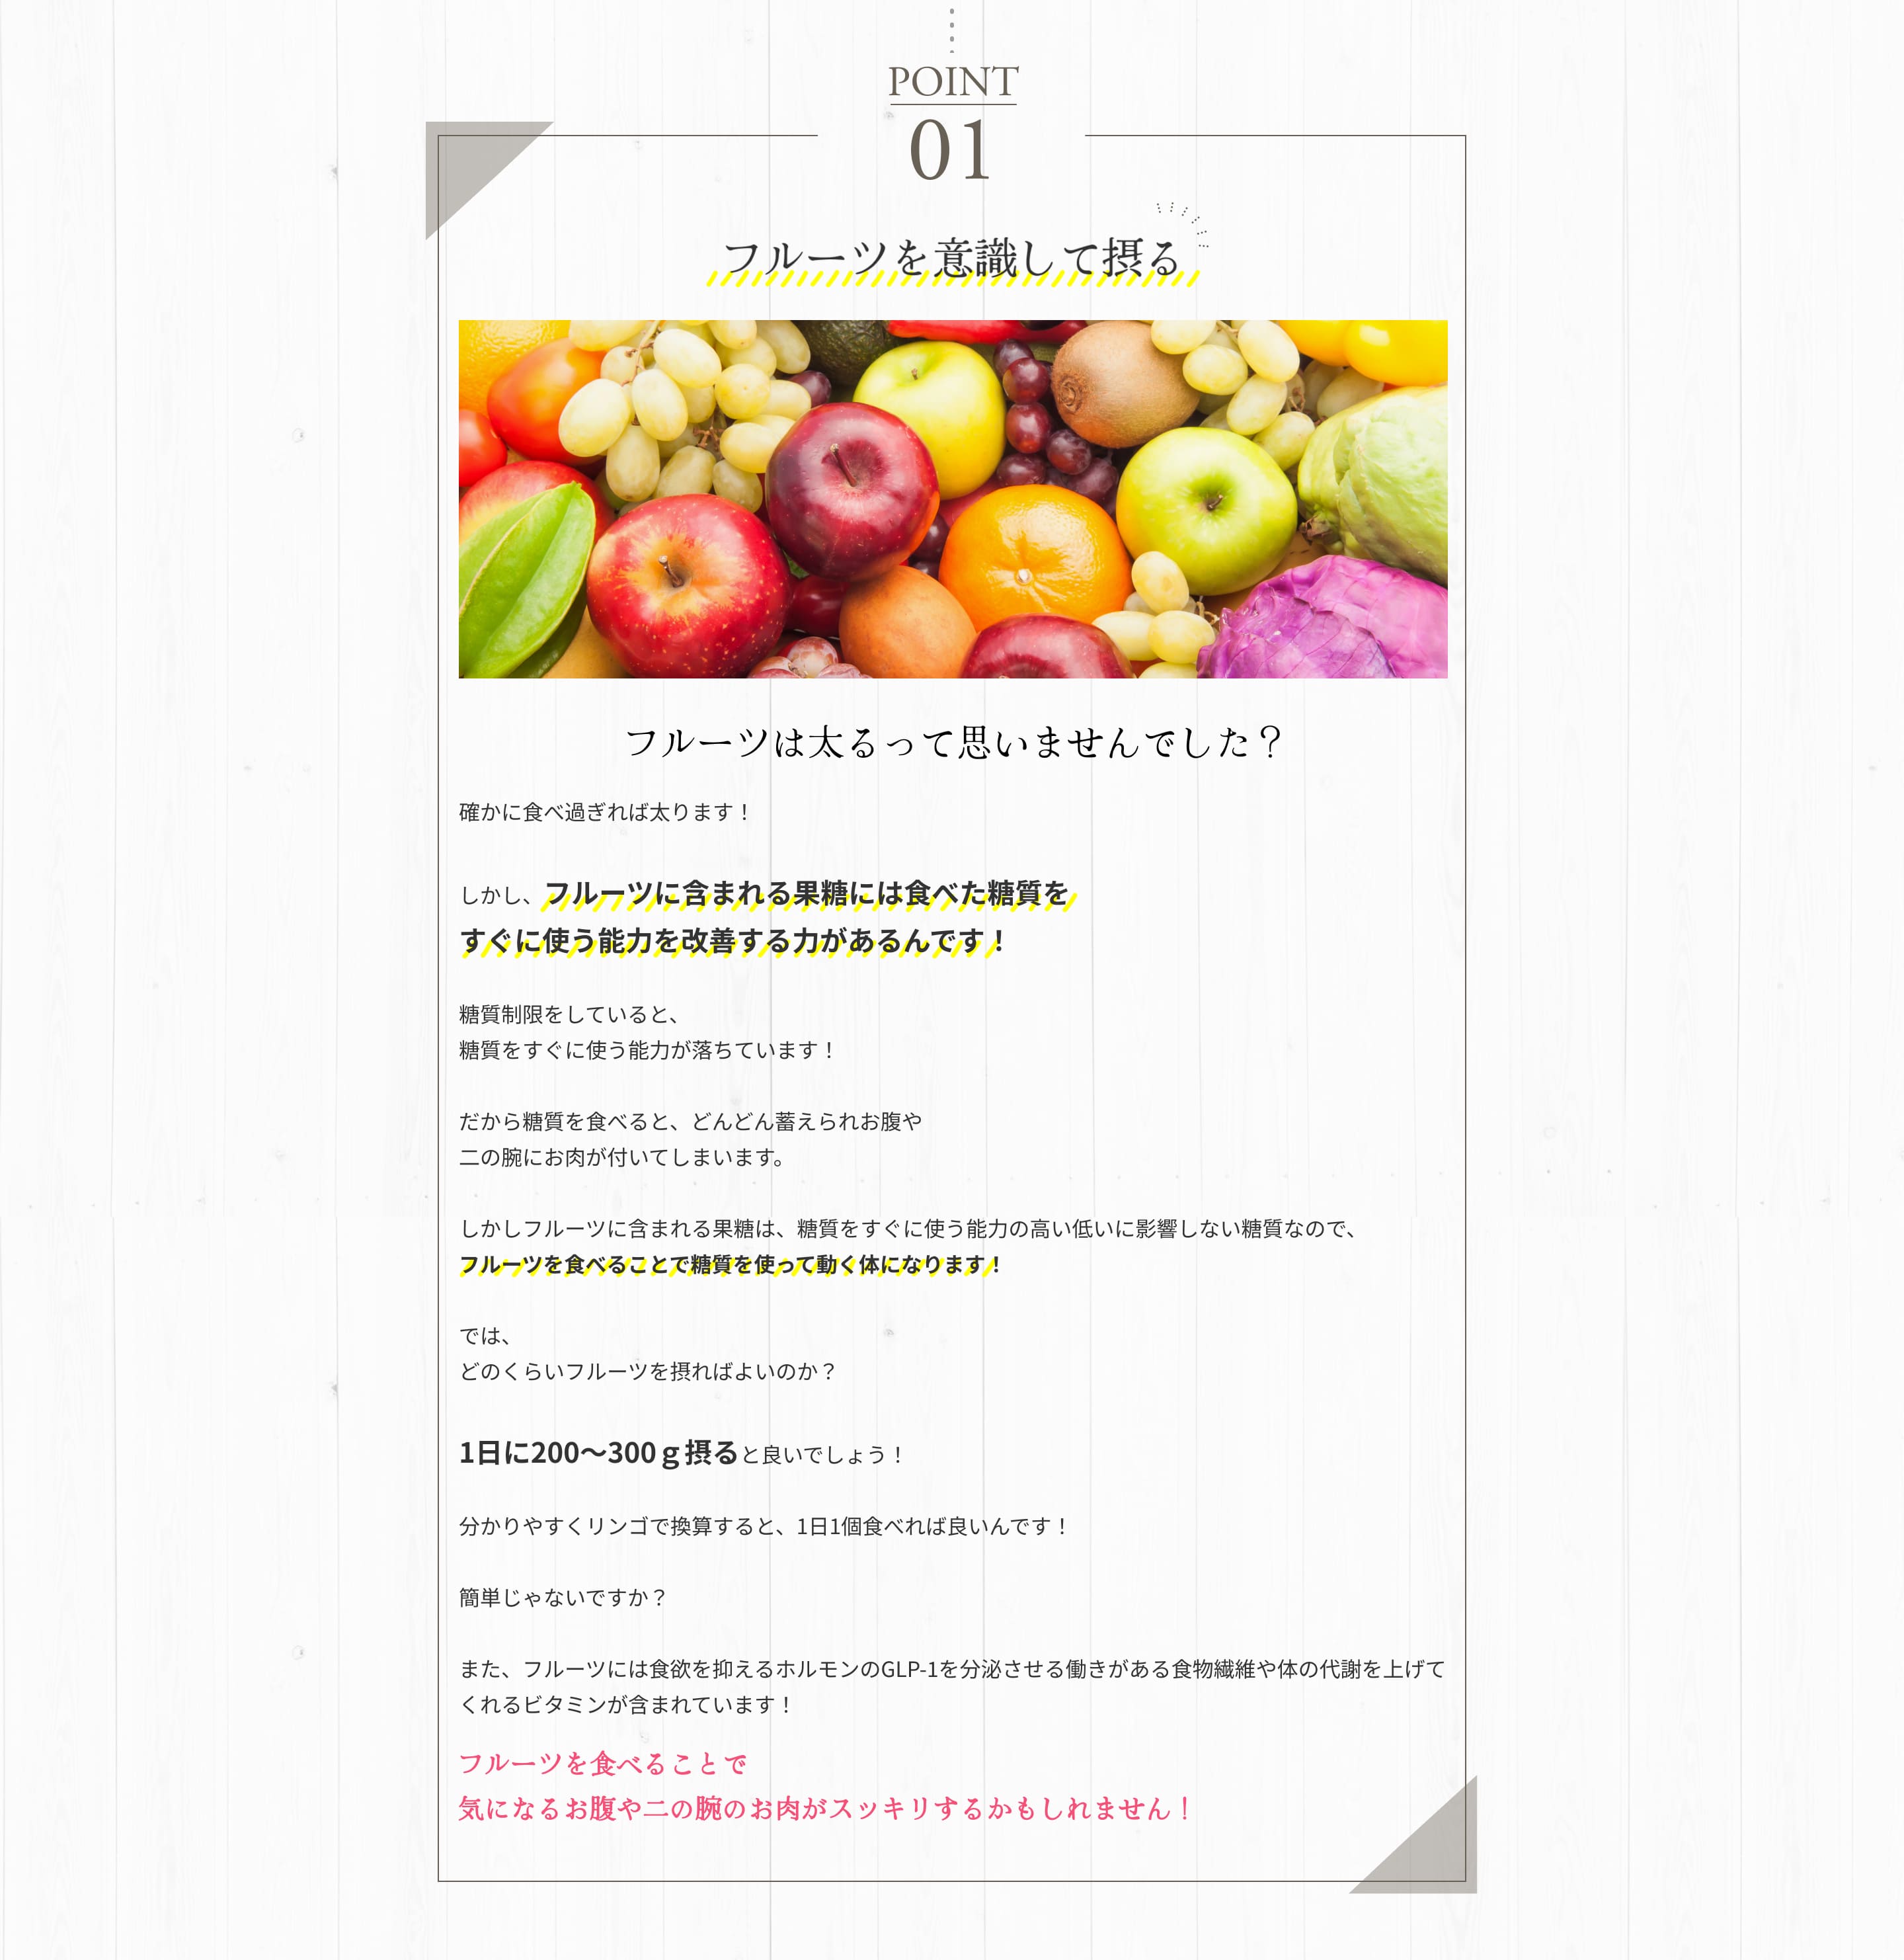 POINT
01
フルーツを意識して摂る
フルーツは太るって思いませんでした？
確かに食べ過ぎれば太ります！
しかし、フルーツに含まれる果糖には食べた糖質を
すぐに使う能力を改善する力があるんです！
糖質制限をしていると、
糖質をすぐに使う能力が落ちています！
だから糖質を食べると、どんどん蓄えられお腹や
二の腕にお肉が付いてしまいます。
しかしフルーツに含まれる果糖は、糖質をすぐに使う能力の高い低いに影響しない糖質なので、
フルーツを食べることで糖質を使って動く体になります！
では、
どのくらいフルーツを摂ればよいのか？
1日に200～300ｇ摂ると良いでしょう！
分かりやすくリンゴで換算すると、1日1個食べれば良いんです！
簡単じゃないですか？
また、フルーツには食欲を抑えるホルモンのGLP-1を分泌させる働きがある食物繊維や体の代謝を上げて
くれるビタミンが含まれています！
フルーツを食べることで
気になるお腹や二の腕のお肉がスッキリするかもしれません！